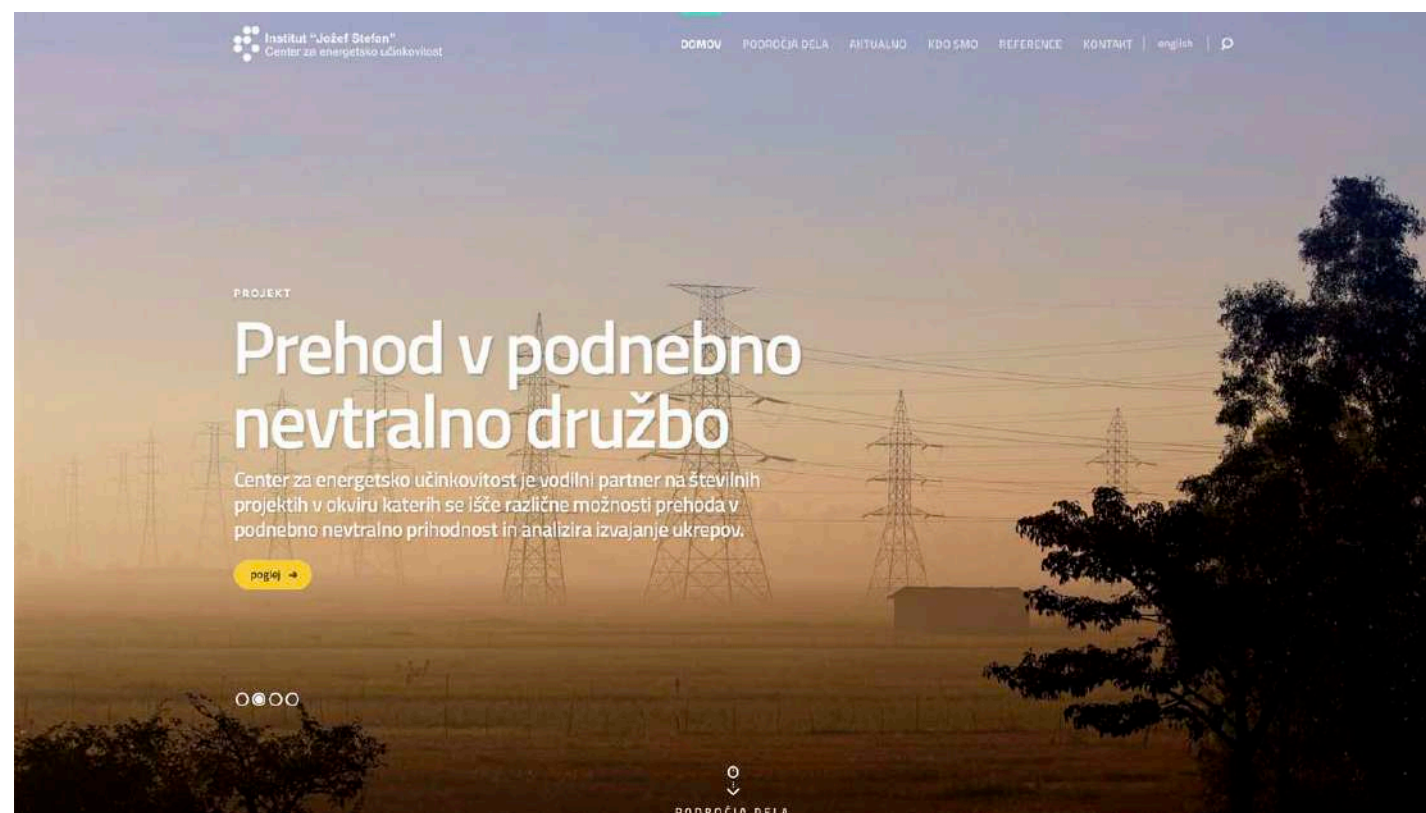 Institut "Jožef Stefan"
Center za energetsko učinkovitost
DOMOV PODROČJA DELA AKTUALNO KDO SMO REFERENCE KONTAKT english
PROJEKT
Prehod v podnebno
nevtralno družbo
Center za energetsko učinkovitost je vodilni partner na številnih
projektih v okviru katerih se išče različne možnosti prehoda v
podnebno nevtralno prihodnost in analizira izvajanje ukrepov.
poglej
PODROČJA DELA